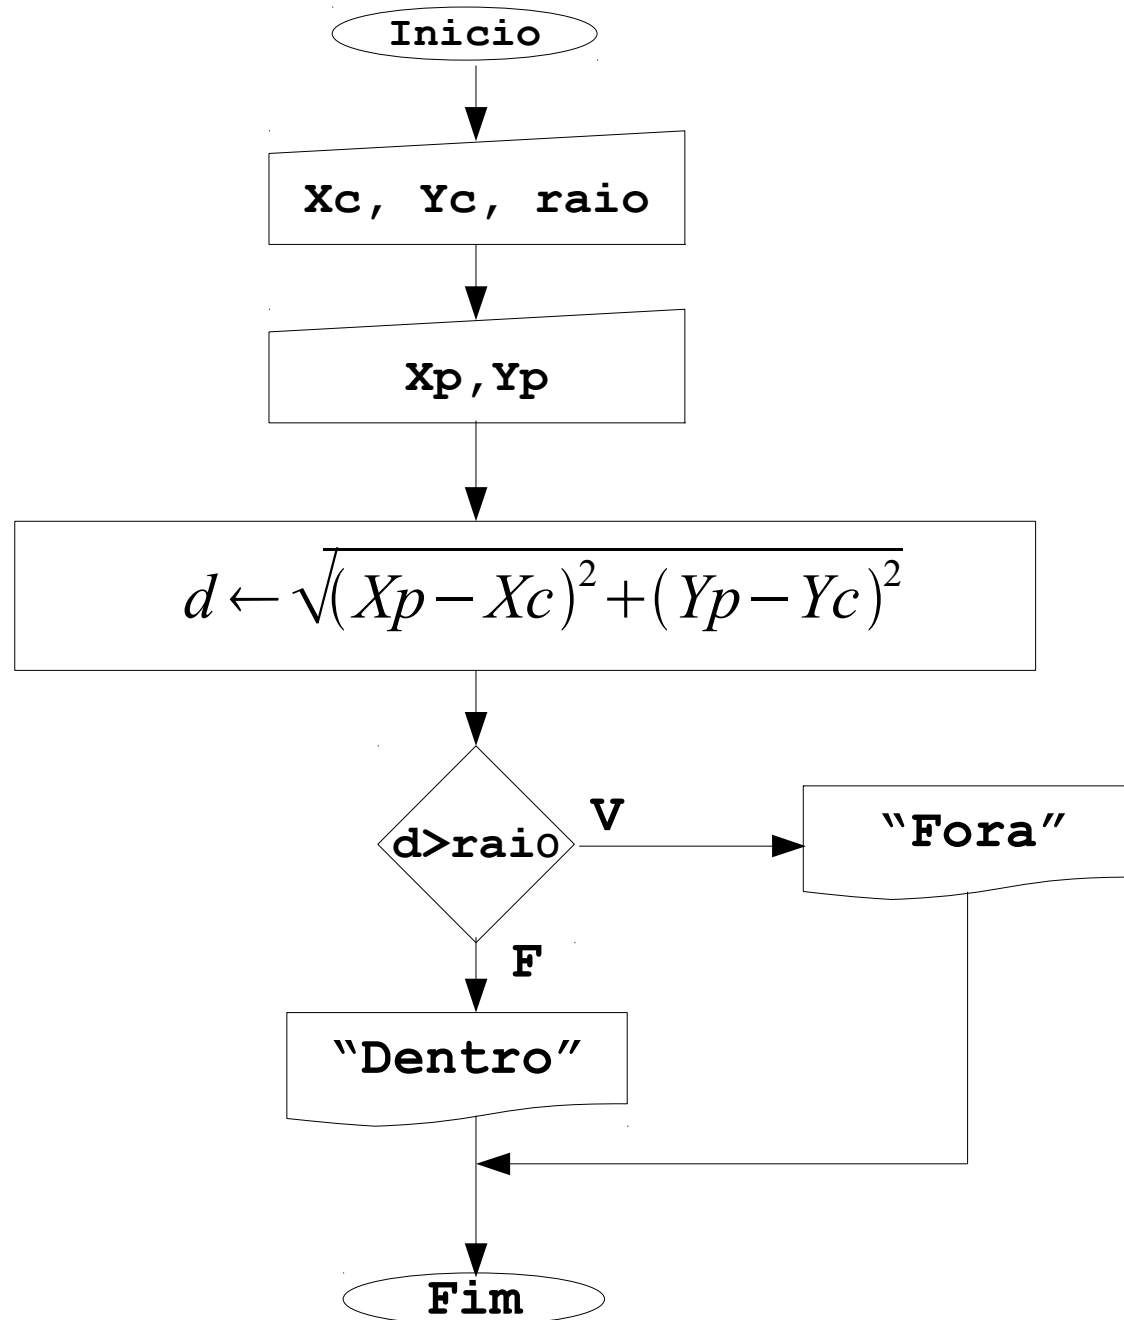 Inicio
Xc, Yc, raio
Xp,Yp
d ← √(Xp − Xc)² + (Yp − Yc)²
d>raio
V
“Fora”
F
“Dentro”
Fim